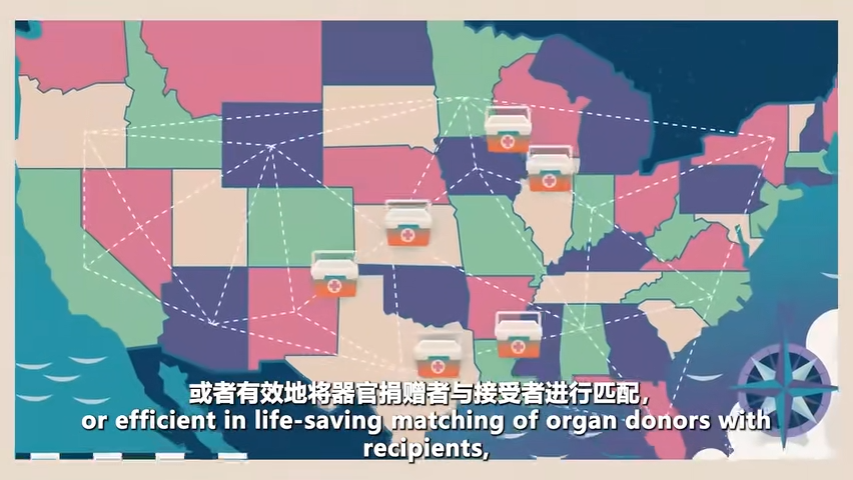 或者有效地将器官捐赠者与接受者进行匹配，
or efficient in life-saving matching of organ donors with
recipients,